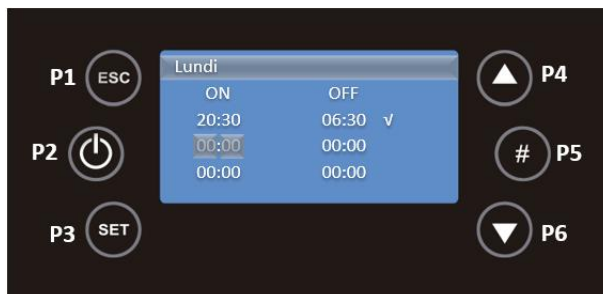 P1 ESC
Lundi
P4
ON OFF
20:30 06:30 √
P2
00:00 00:00
# P5
00:00 00:00
P3 SET
P6